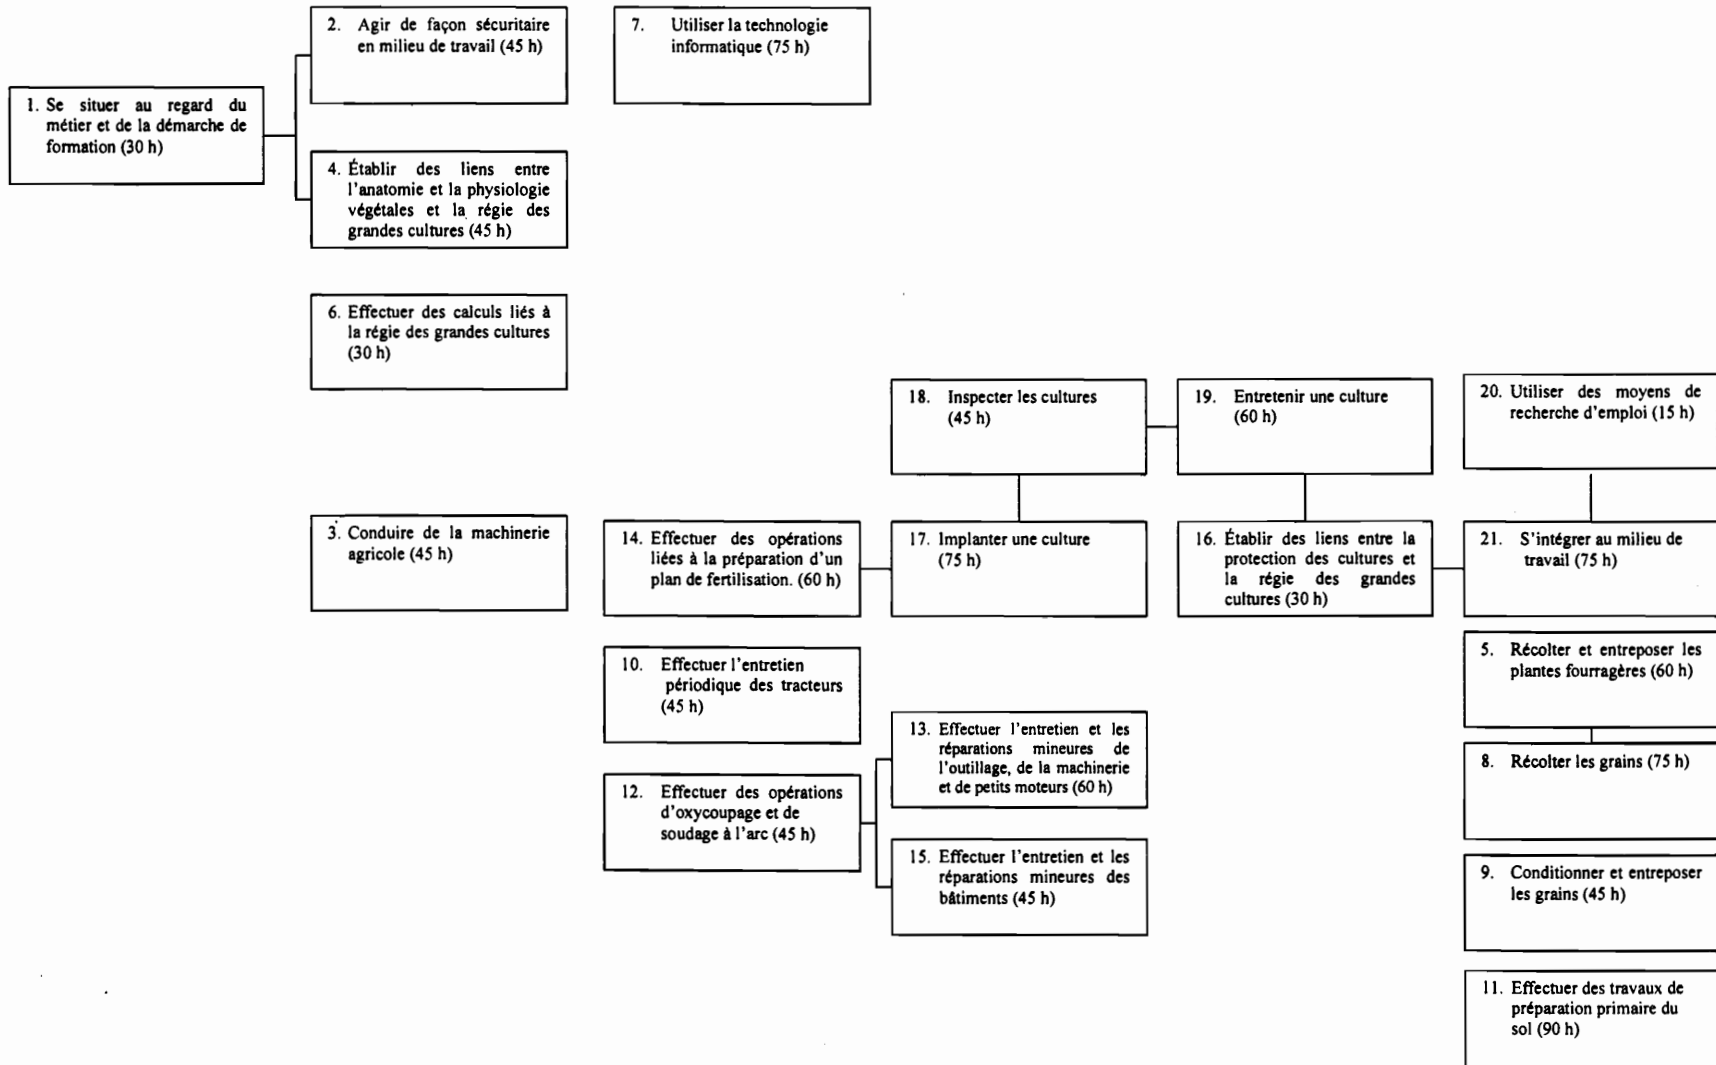 2. Agir de façon sécuritaire
en milieu de travail (45 h)
7. Utiliser la technologie
informatique (75 h)
1. Se situer au regard du
métier et de la démarche de
formation (30 h)
4. Établir des liens entre
l'anatomie et la physiologie
végétales et la régie des
grandes cultures (45 h)
6. Effectuer des calculs liés à
la régie des grandes cultures
(30 h)
18. Inspecter les cultures
(45 h)
19. Entretenir une culture
(60 h)
20. Utiliser des moyens de
recherche d'emploi (15 h)
3. Conduire de la machinerie
agricole (45 h)
14. Effectuer des opérations
liées à la préparation d'un
plan de fertilisation. (60 h)
17. Implanter une culture
(75 h)
16. Établir des liens entre la
protection des cultures et
la régie des grandes
cultures (30 h)
21. S'intégrer au milieu de
travail (75 h)
10. Effectuer l'entretien
périodique des tracteurs
(45 h)
5. Récolter et entreposer les
plantes fourragères (60 h)
13. Effectuer l'entretien et les
réparations mineures de
l'outillage, de la machinerie
et de petits moteurs (60 h)
8. Récolter les grains (75 h)
12. Effectuer des opérations
d'oxycoupage et de
soudage à l'arc (45 h)
15. Effectuer l'entretien et les
réparations mineures des
bâtiments (45 h)
9. Conditionner et entreposer
les grains (45 h)
11. Effectuer des travaux de
préparation primaire du
sol (90 h)